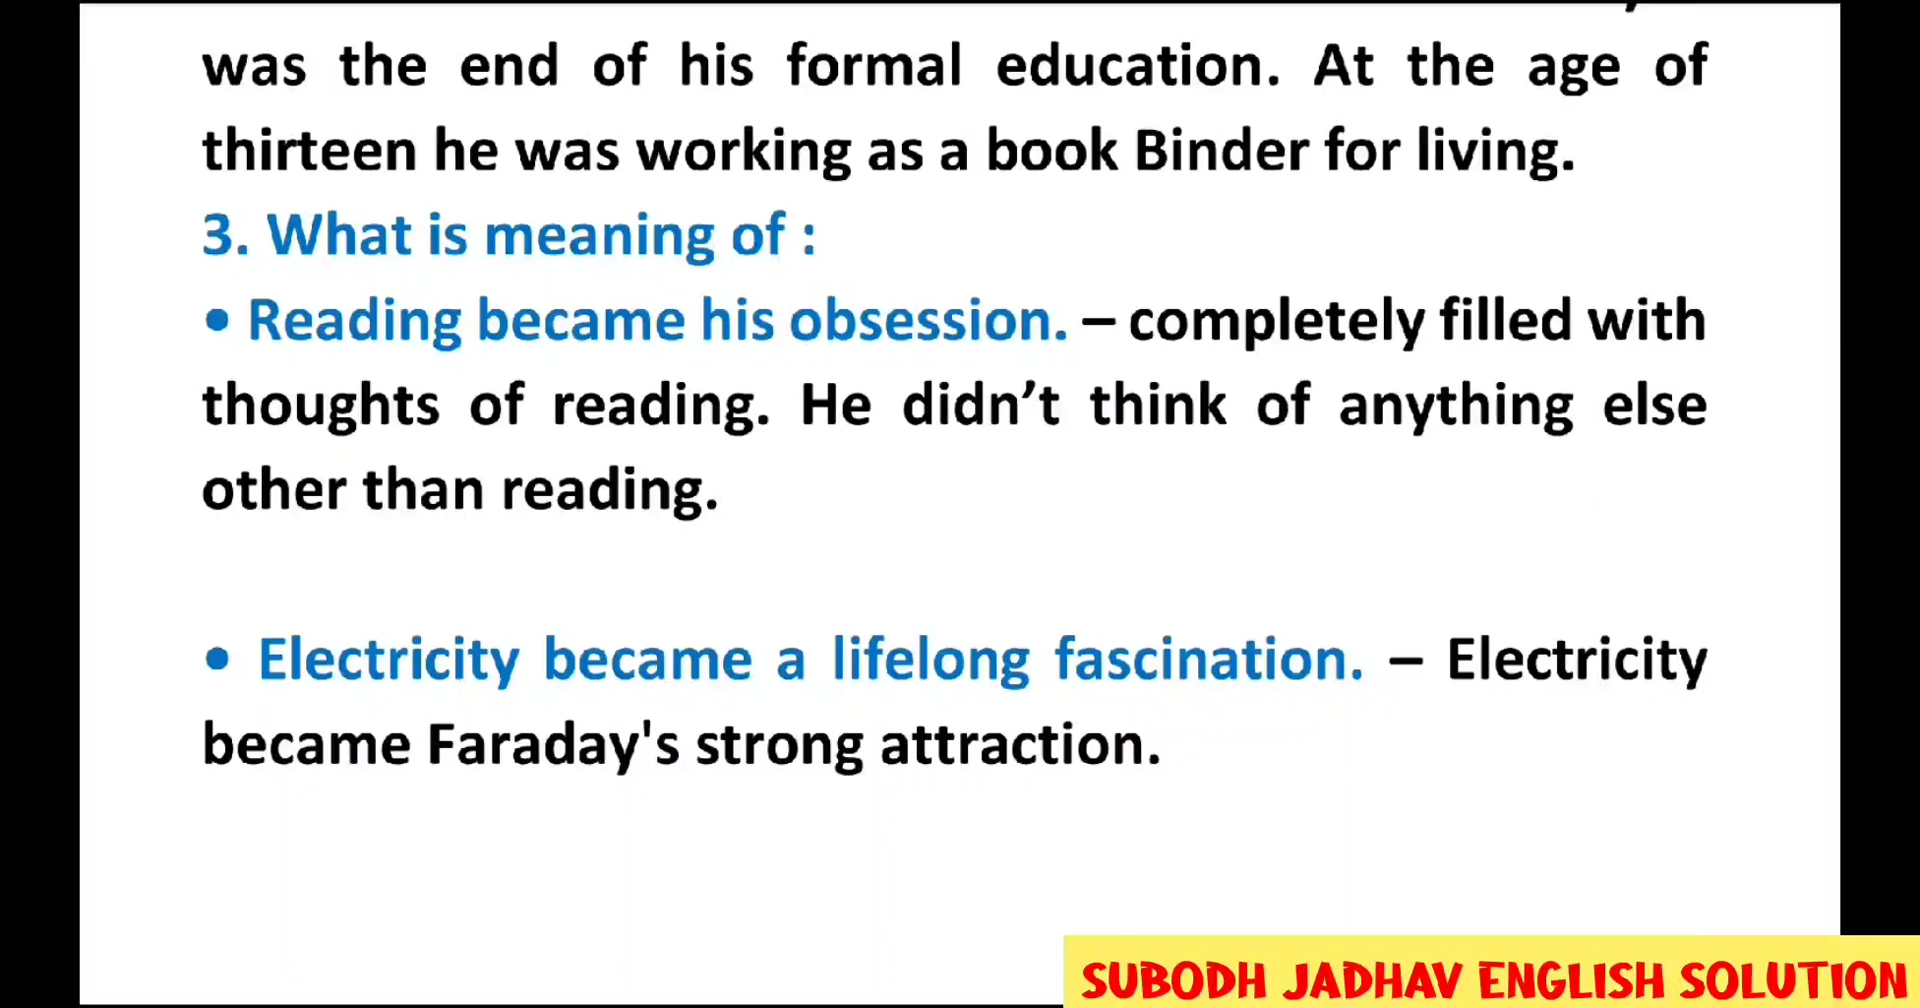 was the end of his formal education. At the age of
thirteen he was working as a book Binder for living.
3. What is meaning of :
• Reading became his obsession. – completely filled with
thoughts of reading. He didn’t think of anything else
other than reading.
• Electricity became a lifelong fascination. – Electricity
became Faraday's strong attraction.
SUBODH JADHAV ENGLISH SOLUTION